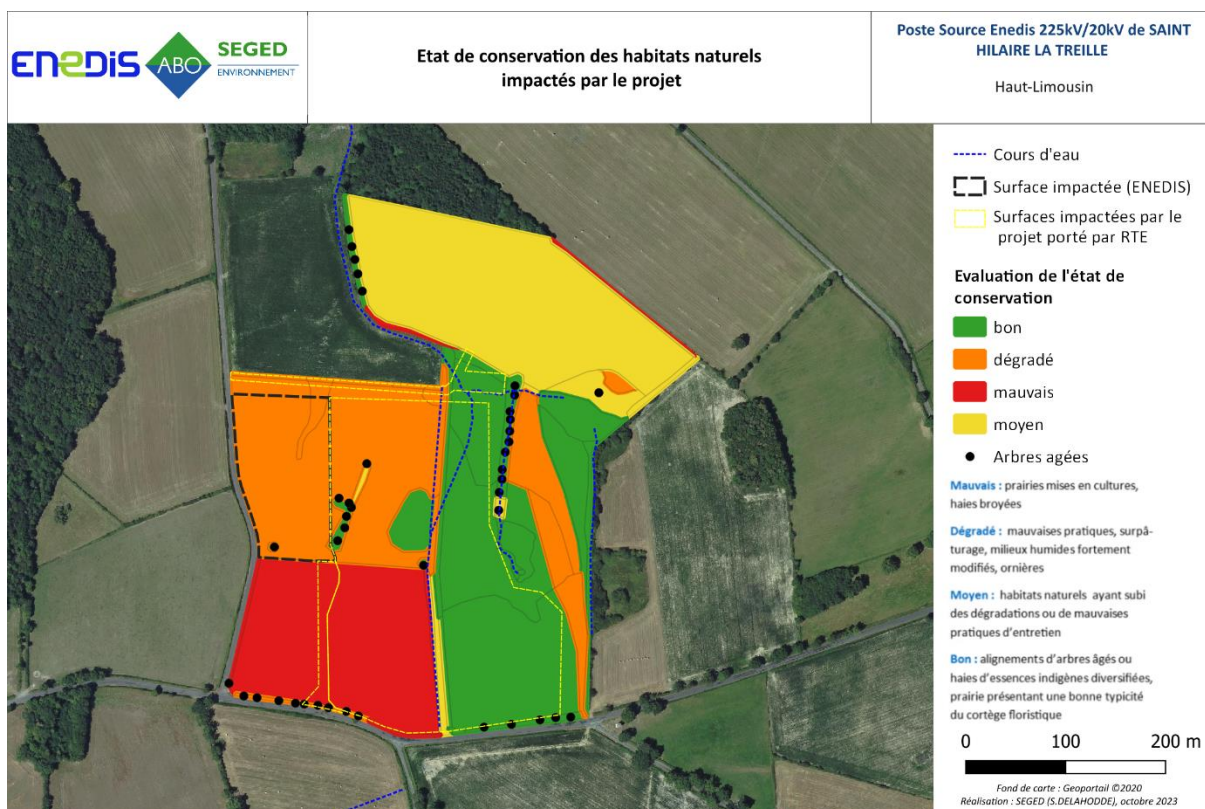 enedis
ABO
SEGED
ENVIRONNEMENT
Etat de conservation des habitats naturels
impactés par le projet
Poste Source Enedis 225kV/20kV de SAINT
HILAIRE LA TREILLE
Haut-Limousin
Cours d'eau
Surface impactée (ENEDIS)
Surfaces impactées par le
projet porté par RTE
Evaluation de l'état de
conservation
bon
dégradé
mauvais
moyen
Arbres agées
Mauvais : prairies mises en cultures,
haies broyées
Dégradé : mauvaises pratiques, surpâ-
turage, milieux humides fortement
modifiés, ornières
Moyen : habitats naturels ayant subi
des dégradations ou de mauvaises
pratiques d'entretien
Bon : alignements d'arbres âgés ou
haies d'essences indigènes diversifiées,
prairie présentant une bonne typicité
du cortège floristique
0 100 200 m
Fond de carte : Geoportail ©2020
Réalisation : SEGED (S.DELAHODDE), octobre 2023